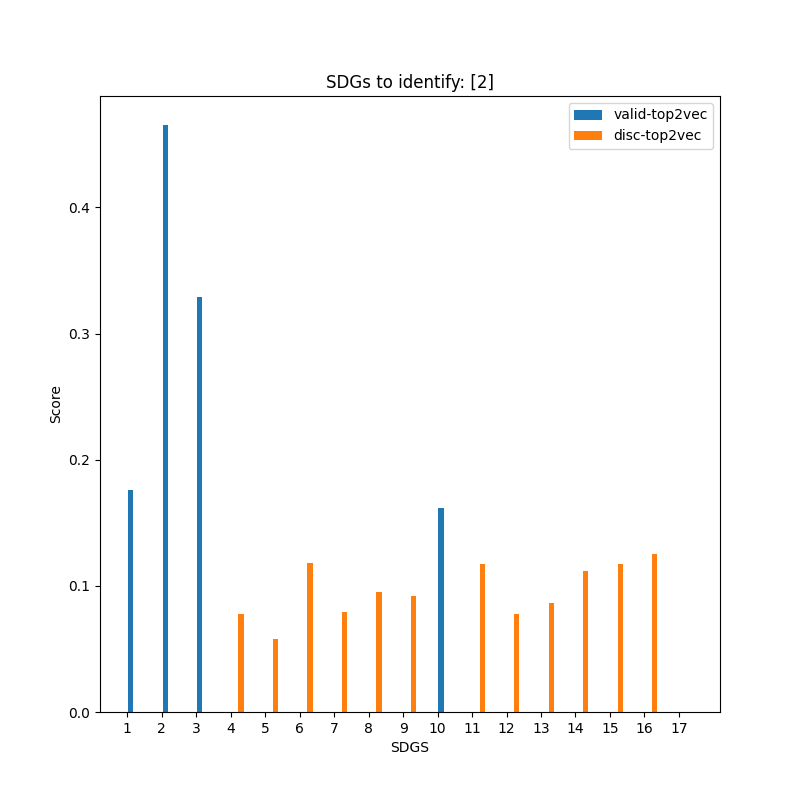 SDGs to identify: [2]
valid-top2vec
disc-top2vec
0.4
0.3
0.2
0.1
0.0
Score
1 2 3 4 5 6 7 8 9 10 11 12 13 14 15 16 17
SDGS